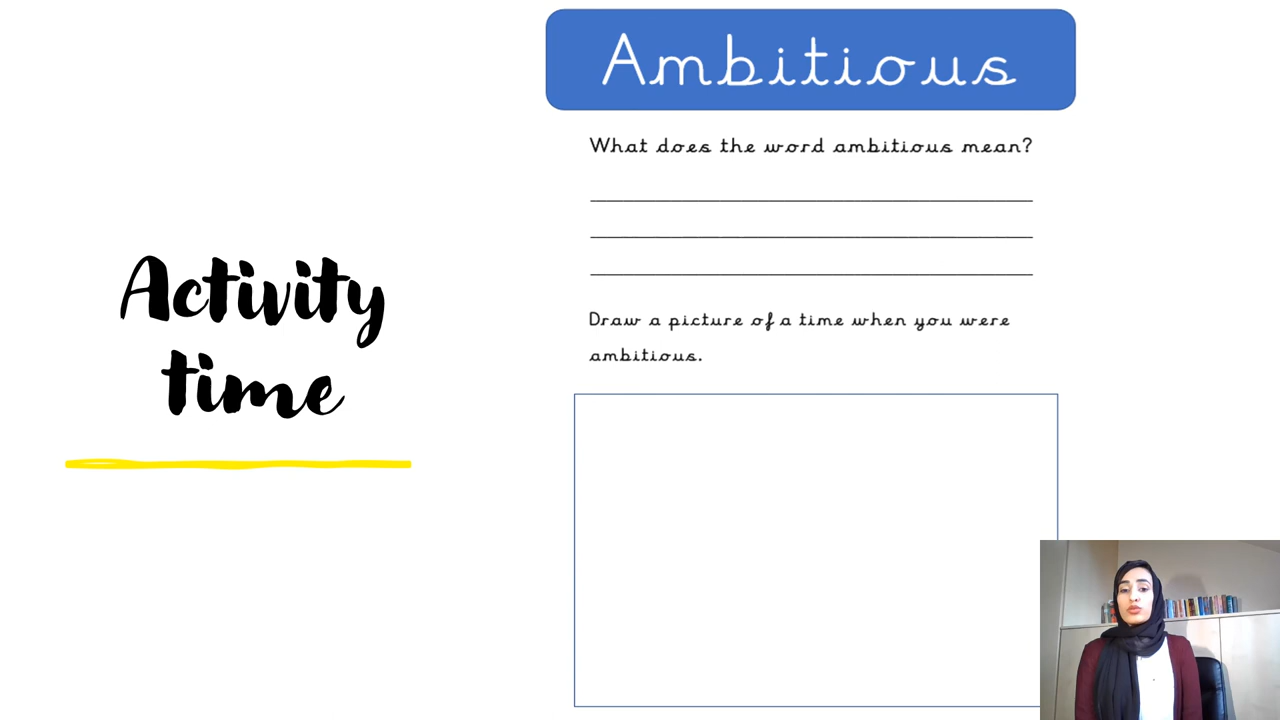 Activity
time
Ambitious
What does the word ambitious mean?
Draw a picture of a time when you were
ambitious.